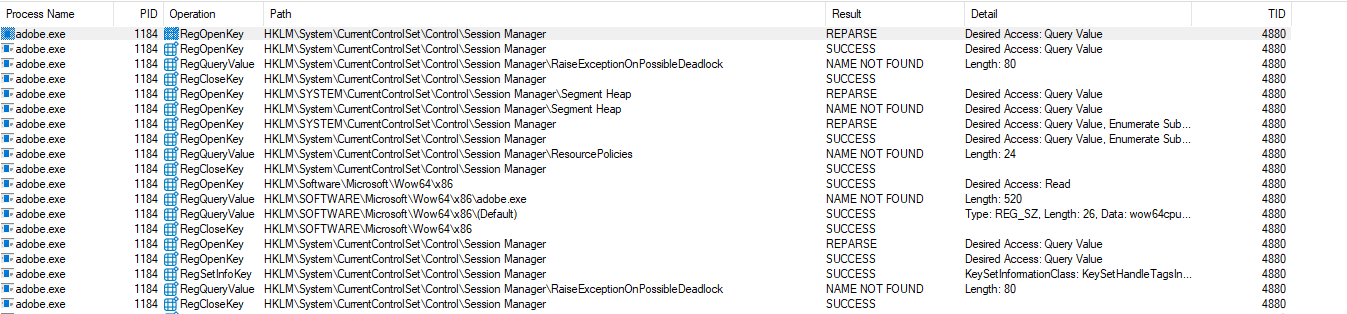 Process Name PID Operation Path Result Detail TID
adobe.exe 1184 RegOpenKey HKLM\System\CurrentControlSet\Control\Session Manager REPARSE Desired Access: Query Value 4880
adobe.exe 1184 RegOpenKey HKLM\System\CurrentControlSet\Control\Session Manager SUCCESS Desired Access: Query Value 4880
adobe.exe 1184 RegQueryValue HKLM\System\CurrentControlSet\Control\Session Manager\RaiseExceptionOnPossibleDeadlock NAME NOT FOUND Length: 80 4880
adobe.exe 1184 RegCloseKey HKLM\System\CurrentControlSet\Control\Session Manager SUCCESS 4880
adobe.exe 1184 RegOpenKey HKLM\SYSTEM\CurrentControlSet\Control\Session Manager\Segment Heap REPARSE Desired Access: Query Value 4880
adobe.exe 1184 RegOpenKey HKLM\System\CurrentControlSet\Control\Session Manager\Segment Heap NAME NOT FOUND Desired Access: Query Value 4880
adobe.exe 1184 RegOpenKey HKLM\SYSTEM\CurrentControlSet\Control\Session Manager REPARSE Desired Access: Query Value, Enumerate Sub... 4880
adobe.exe 1184 RegOpenKey HKLM\System\CurrentControlSet\Control\Session Manager SUCCESS Desired Access: Query Value, Enumerate Sub... 4880
adobe.exe 1184 RegQueryValue HKLM\System\CurrentControlSet\Control\Session Manager\ResourcePolicies NAME NOT FOUND Length: 24 4880
adobe.exe 1184 RegCloseKey HKLM\System\CurrentControlSet\Control\Session Manager SUCCESS 4880
adobe.exe 1184 RegOpenKey HKLM\Software\Microsoft\Wow64\x86 SUCCESS Desired Access: Read 4880
adobe.exe 1184 RegQueryValue HKLM\SOFTWARE\Microsoft\Wow64\x86\adobe.exe NAME NOT FOUND Length: 520 4880
adobe.exe 1184 RegQueryValue HKLM\SOFTWARE\Microsoft\Wow64\x86\(Default) SUCCESS Type: REG_SZ, Length: 26, Data: wow64cpu... 4880
adobe.exe 1184 RegCloseKey HKLM\SOFTWARE\Microsoft\Wow64\x86 SUCCESS 4880
adobe.exe 1184 RegOpenKey HKLM\System\CurrentControlSet\Control\Session Manager REPARSE Desired Access: Query Value 4880
adobe.exe 1184 RegOpenKey HKLM\System\CurrentControlSet\Control\Session Manager SUCCESS Desired Access: Query Value 4880
adobe.exe 1184 RegSetInfoKey HKLM\System\CurrentControlSet\Control\Session Manager SUCCESS KeySetInformationClass: KeySetHandleTagsIn... 4880
adobe.exe 1184 RegQueryValue HKLM\System\CurrentControlSet\Control\Session Manager\RaiseExceptionOnPossibleDeadlock NAME NOT FOUND Length: 80 4880
adobe.exe 1184 RegCloseKey HKLM\System\CurrentControlSet\Control\Session Manager SUCCESS 4880